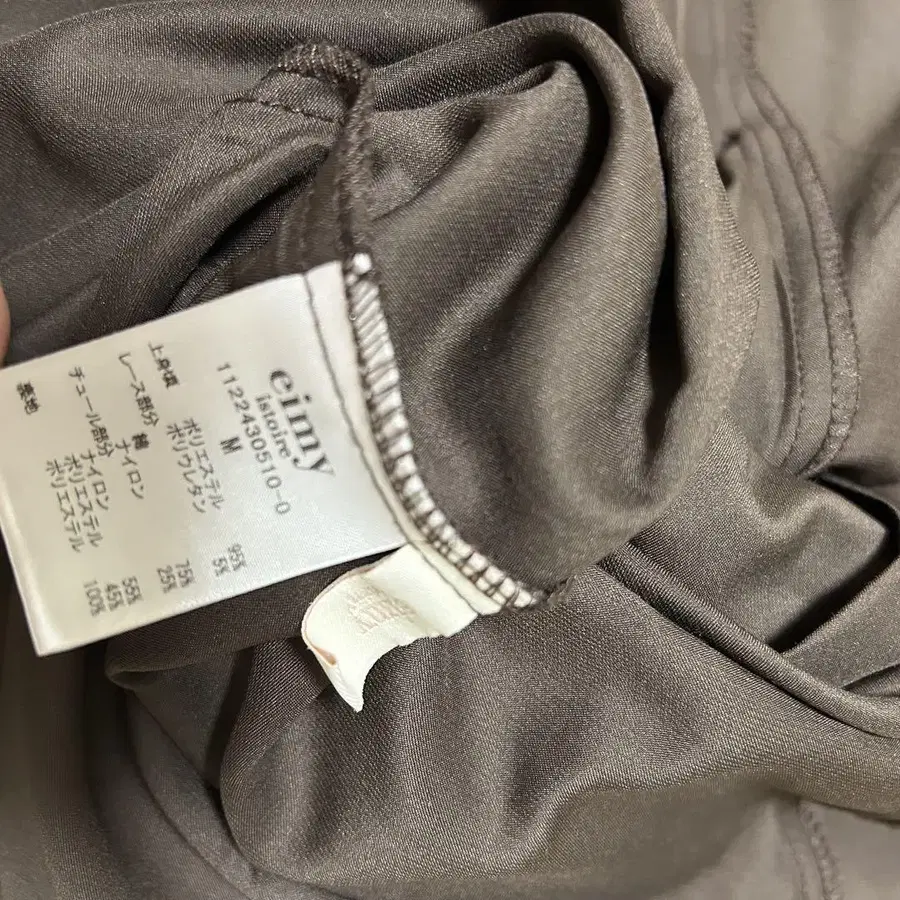 eimy
istoire
1122430510-0
M
上身頃 ポリエステル 95%
ポリウレタン 5%
レース部分 綿 75%
ナイロン 25%
チュール部分 ナイロン 55%
ポリエステル 45%
裏地 ポリエステル 100%